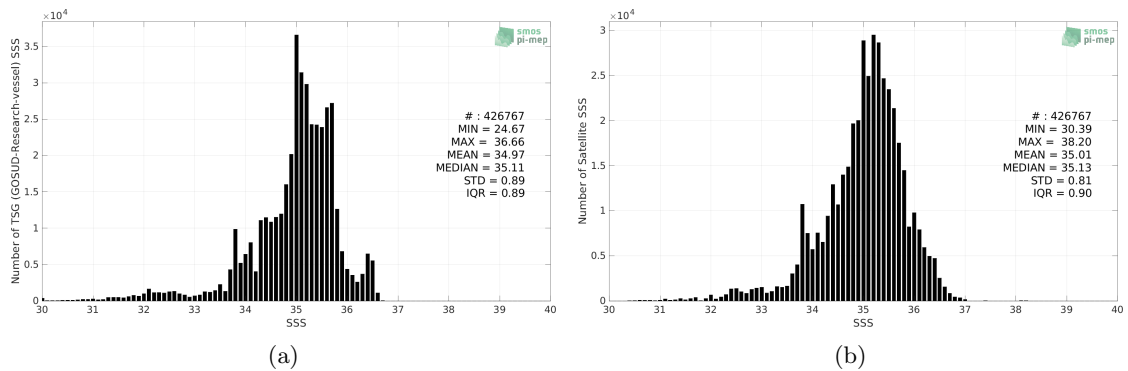 ×10⁴
smos
pi-mep
Number of TSG (GOSUD-Research-vessel) SSS
3.5
3
2.5
2
1.5
1
0.5
0
# : 426767
MIN = 24.67
MAX = 36.66
MEAN = 34.97
MEDIAN = 35.11
STD = 0.89
IQR = 0.89
30 31 32 33 34 35 36 37 38 39 40
SSS
(a)
×10⁴
smos
pi-mep
Number of Satellite SSS
3
2.5
2
1.5
1
0.5
0
# : 426767
MIN = 30.39
MAX = 38.20
MEAN = 35.01
MEDIAN = 35.13
STD = 0.81
IQR = 0.90
30 31 32 33 34 35 36 37 38 39 40
SSS
(b)